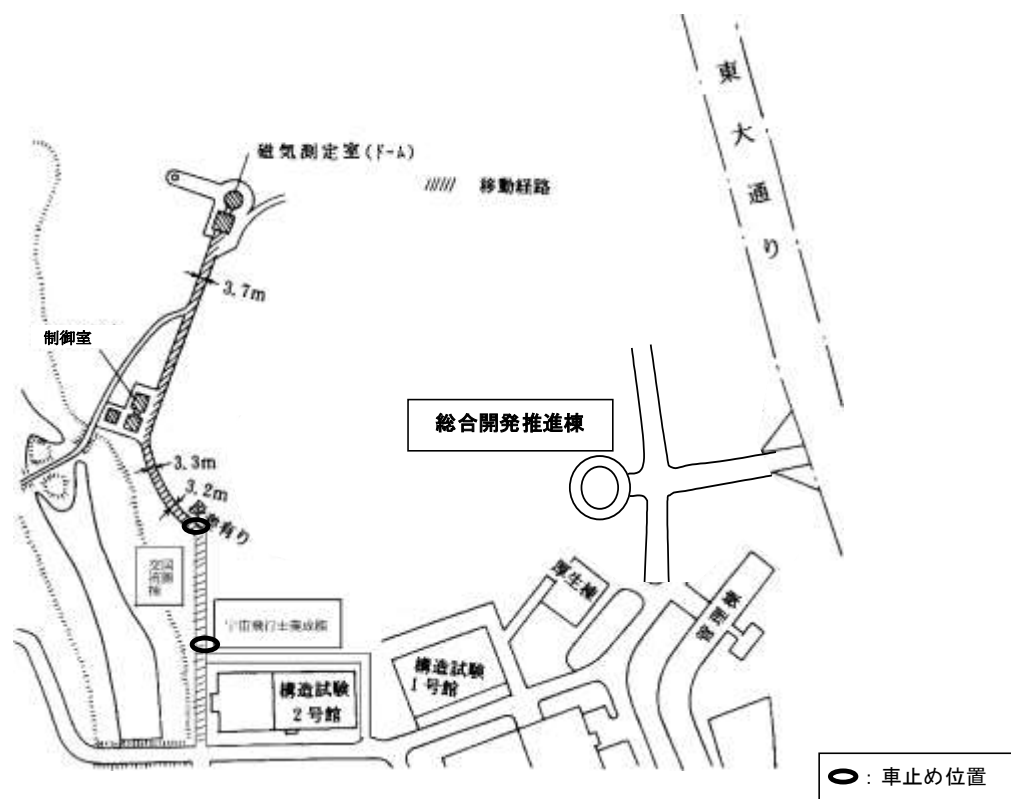 東大通り
磁気測定室(ドーム)
移動経路
3.7m
制御室
総合開発推進棟
3.3m
3.2m
段差有り
厚生棟
管理棟
宇宙飛行士養成棟
構造試験
1号館
構造試験
2号館
：車止め位置